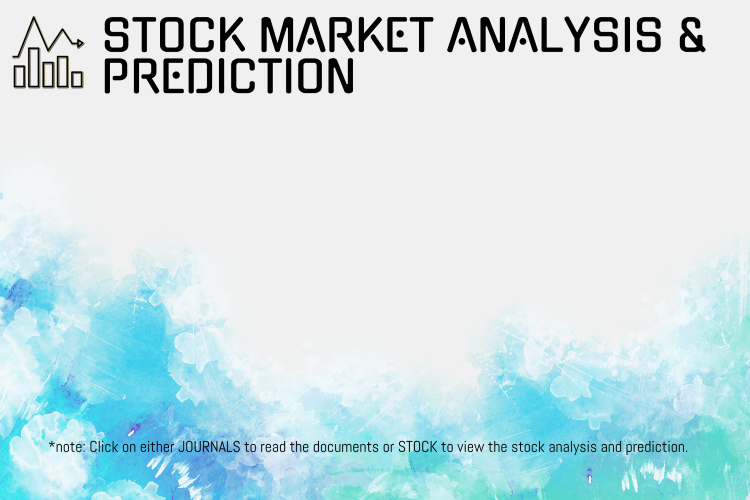 STOCK MARKET ANALYSIS &
PREDICTION
*note: Click on either JOURNALS to read the documents or STOCK to view the stock analysis and prediction.